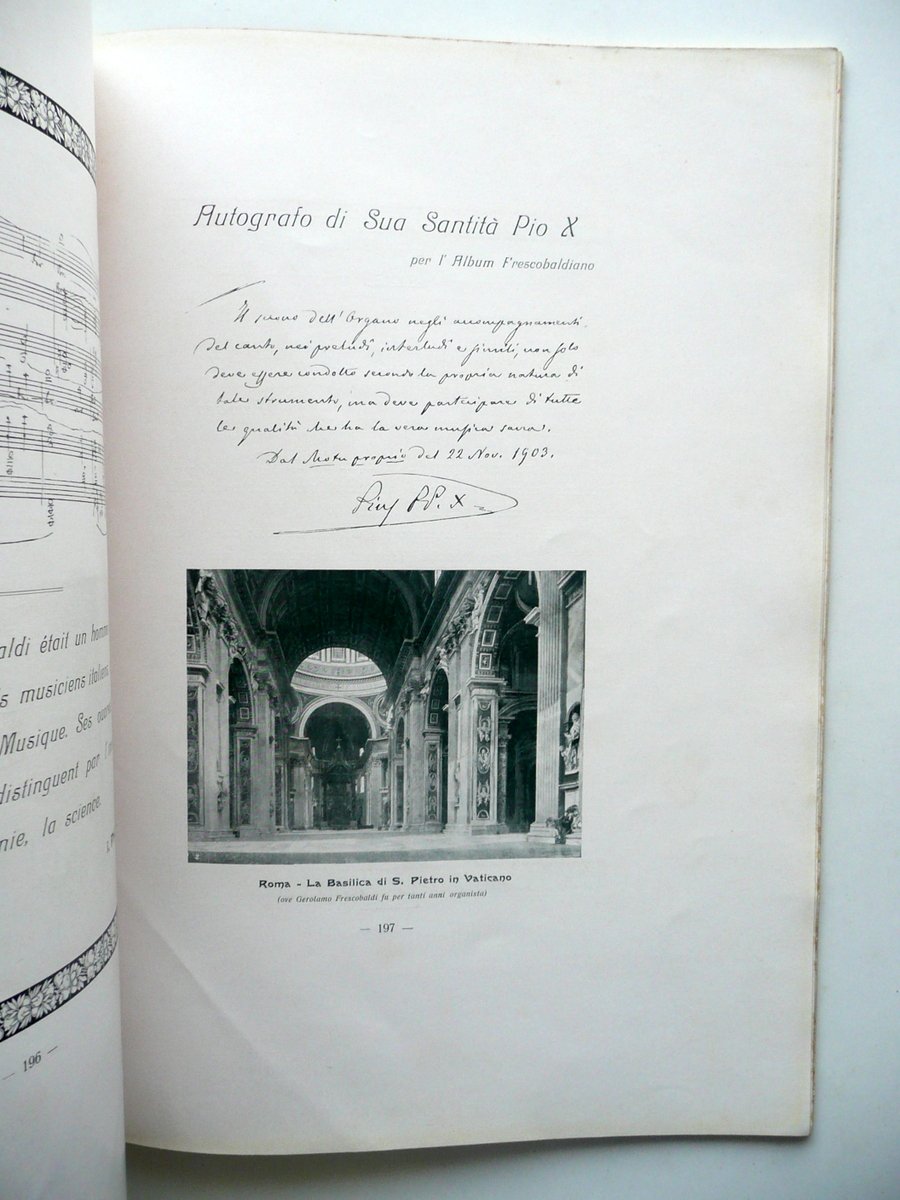 aldi était un homme
s musiciens italiens
Musique. Ses
distinguent par
nie, la science.
— 196 —
Autografo di Sua Santità Pio X
per l' Album Frescobaldiano
Il suono dell'Organo negli accompagnamenti
del canto, nei preludi, interludi e simili, non solo
deve essere condotto secondo la propria natura di
tale strumento, ma deve partecipare di tutte
le qualità che ha la vera musica sacra.
Dal Motu proprio del 22 Nov. 1903.
Pius PP. X
Roma - La Basilica di S. Pietro in Vaticano
(ove Gerolamo Frescobaldi fu per tanti anni organista)
— 197 —